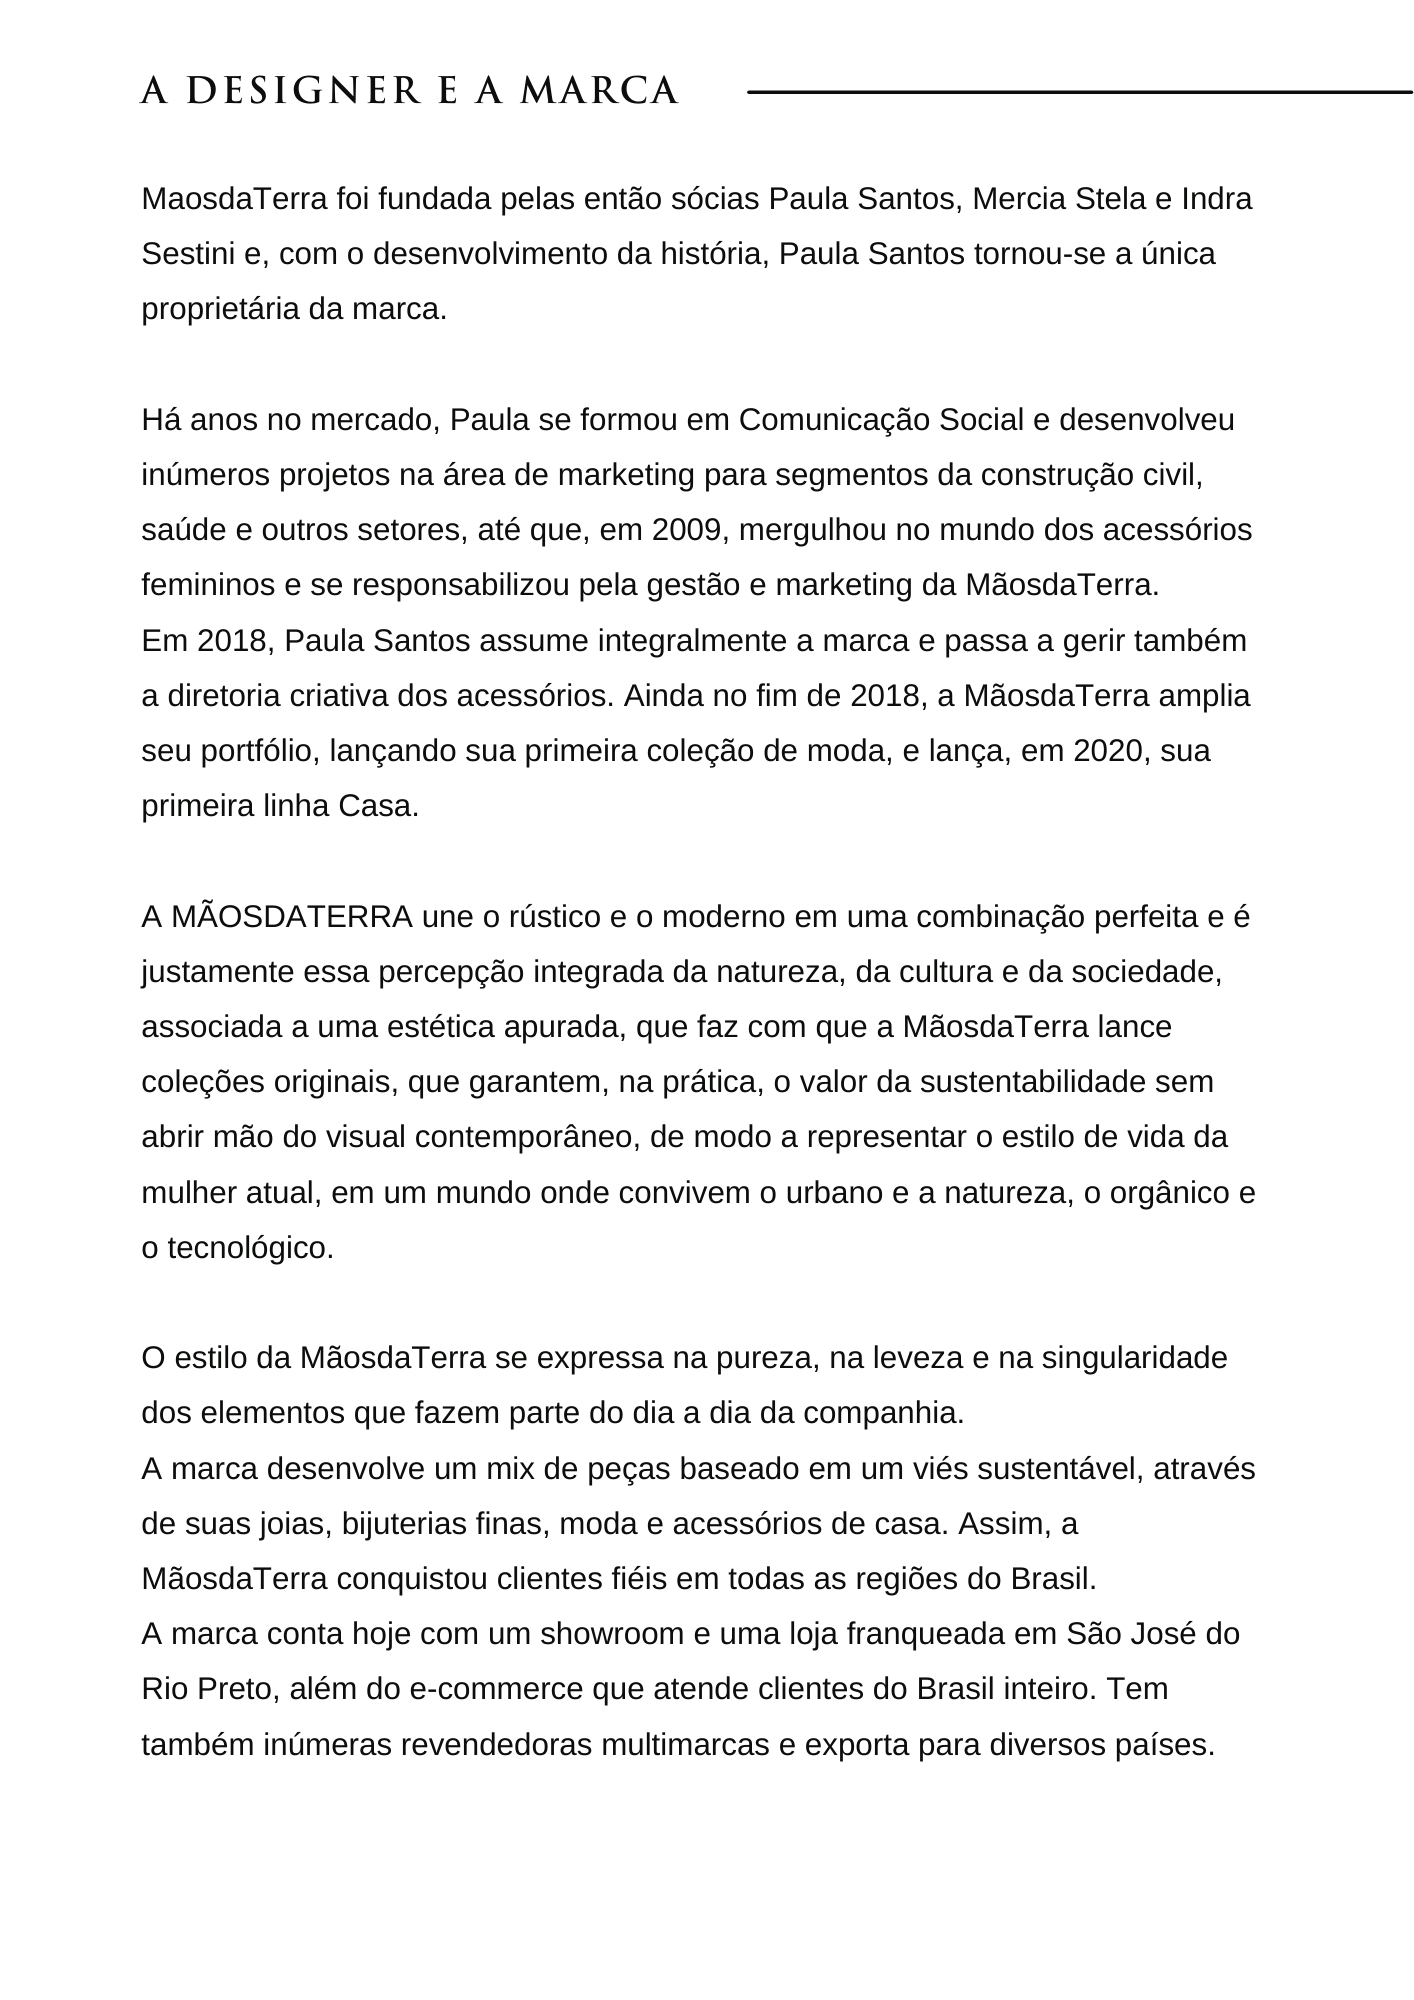 A DESIGNER E A MARCA
MaosdaTerra foi fundada pelas então sócias Paula Santos, Mercia Stela e Indra
Sestini e, com o desenvolvimento da história, Paula Santos tornou-se a única
proprietária da marca.
Há anos no mercado, Paula se formou em Comunicação Social e desenvolveu
inúmeros projetos na área de marketing para segmentos da construção civil,
saúde e outros setores, até que, em 2009, mergulhou no mundo dos acessórios
femininos e se responsabilizou pela gestão e marketing da MãosdaTerra.
Em 2018, Paula Santos assume integralmente a marca e passa a gerir também
a diretoria criativa dos acessórios. Ainda no fim de 2018, a MãosdaTerra amplia
seu portfólio, lançando sua primeira coleção de moda, e lança, em 2020, sua
primeira linha Casa.
A MÃOSDATERRA une o rústico e o moderno em uma combinação perfeita e é
justamente essa percepção integrada da natureza, da cultura e da sociedade,
associada a uma estética apurada, que faz com que a MãosdaTerra lance
coleções originais, que garantem, na prática, o valor da sustentabilidade sem
abrir mão do visual contemporâneo, de modo a representar o estilo de vida da
mulher atual, em um mundo onde convivem o urbano e a natureza, o orgânico e
o tecnológico.
O estilo da MãosdaTerra se expressa na pureza, na leveza e na singularidade
dos elementos que fazem parte do dia a dia da companhia.
A marca desenvolve um mix de peças baseado em um viés sustentável, através
de suas joias, bijuterias finas, moda e acessórios de casa. Assim, a
MãosdaTerra conquistou clientes fiéis em todas as regiões do Brasil.
A marca conta hoje com um showroom e uma loja franqueada em São José do
Rio Preto, além do e-commerce que atende clientes do Brasil inteiro. Tem
também inúmeras revendedoras multimarcas e exporta para diversos países.